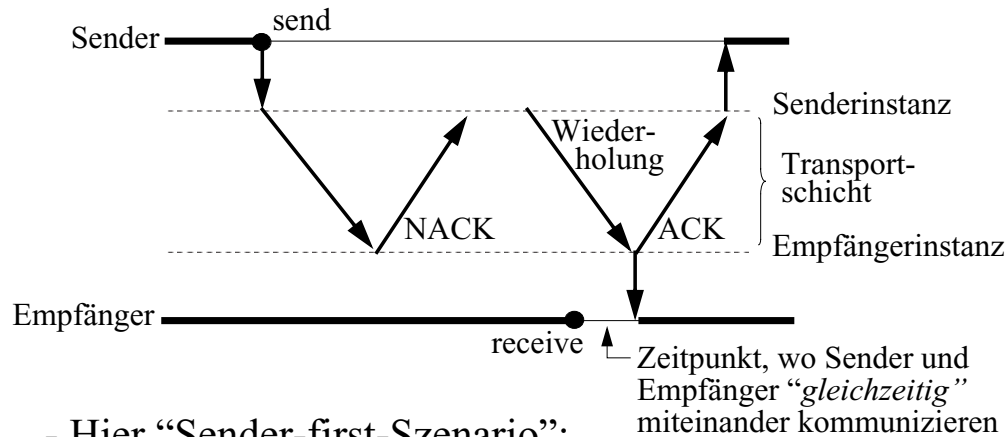 send
Sender
Senderinstanz
Wieder-
holung
Transport-
schicht
NACK
ACK
Empfängerinstanz
Empfänger
receive
Zeitpunkt, wo Sender und
Empfänger “gleichzeitig”
miteinander kommunizieren
- Hier “Sender-first-Szenario”: